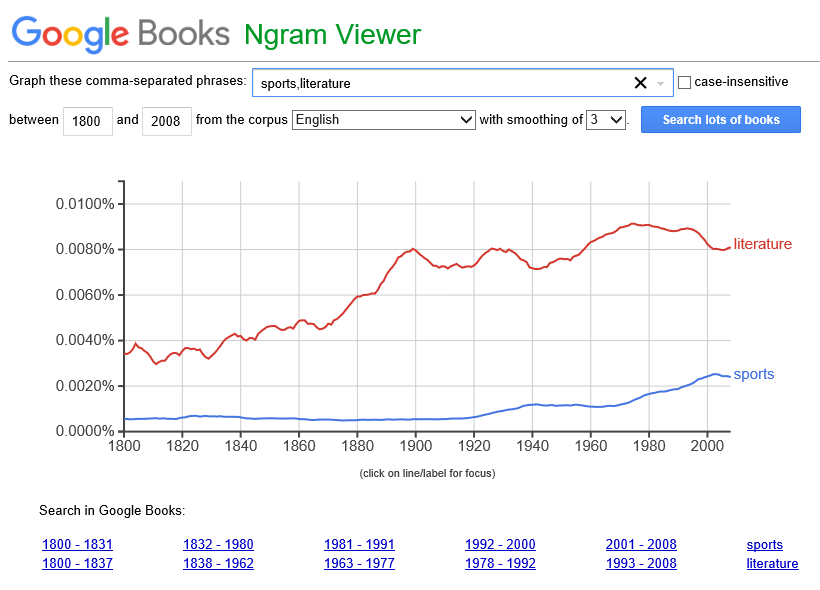 Google Books Ngram Viewer
Graph these comma-separated phrases: sports,literature case-insensitive
between 1800 and 2008 from the corpus English with smoothing of 3 . Search lots of books
0.0100%
0.0080%
literature
0.0060%
0.0040%
sports
0.0020%
0.0000%
1800 1820 1840 1860 1880 1900 1920 1940 1960 1980 2000
(click on line/label for focus)
Search in Google Books:
1800 - 1831 1832 - 1980 1981 - 1991 1992 - 2000 2001 - 2008 sports
1800 - 1837 1838 - 1962 1963 - 1977 1978 - 1992 1993 - 2008 literature